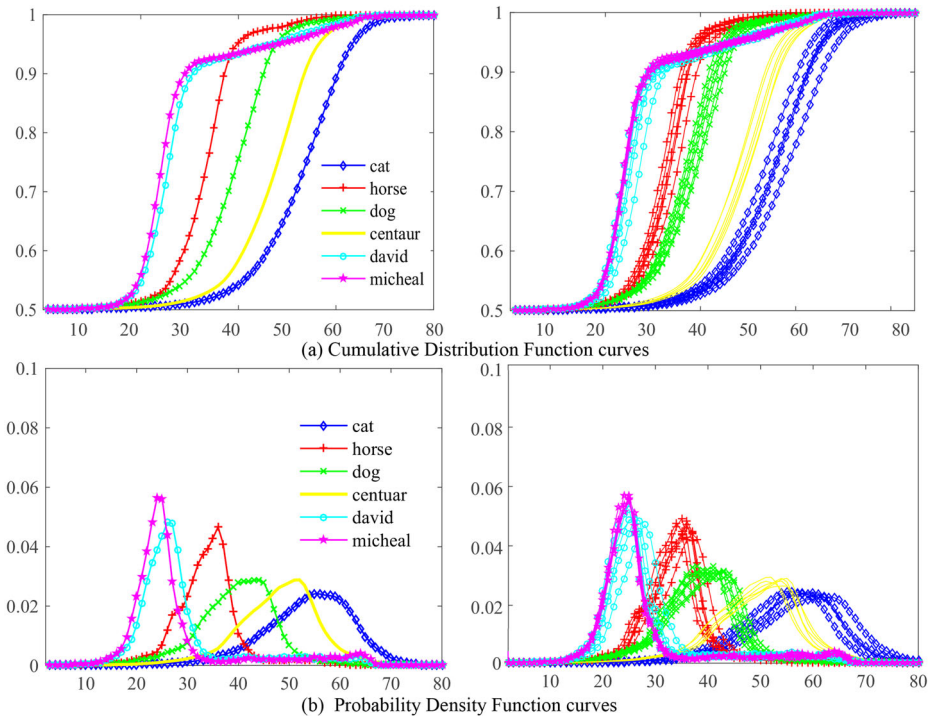 1
0.9
0.8
0.7
0.6
0.5
20 30 40 50 60 70 80
cat
horse
dog
centaur
david
micheal
1
0.9
0.8
0.7
0.6
0.5
10 20 30 40 50 60 70 80
(a) Cumulative Distribution Function curves
0.1
0.08
0.06
0.04
0.02
0
10 20 30 40 50 60 70 80
cat
horse
dog
centuar
david
micheal
0.1
0.08
0.06
0.04
0.02
0
10 20 30 40 50 60 70 80
(b) Probability Density Function curves